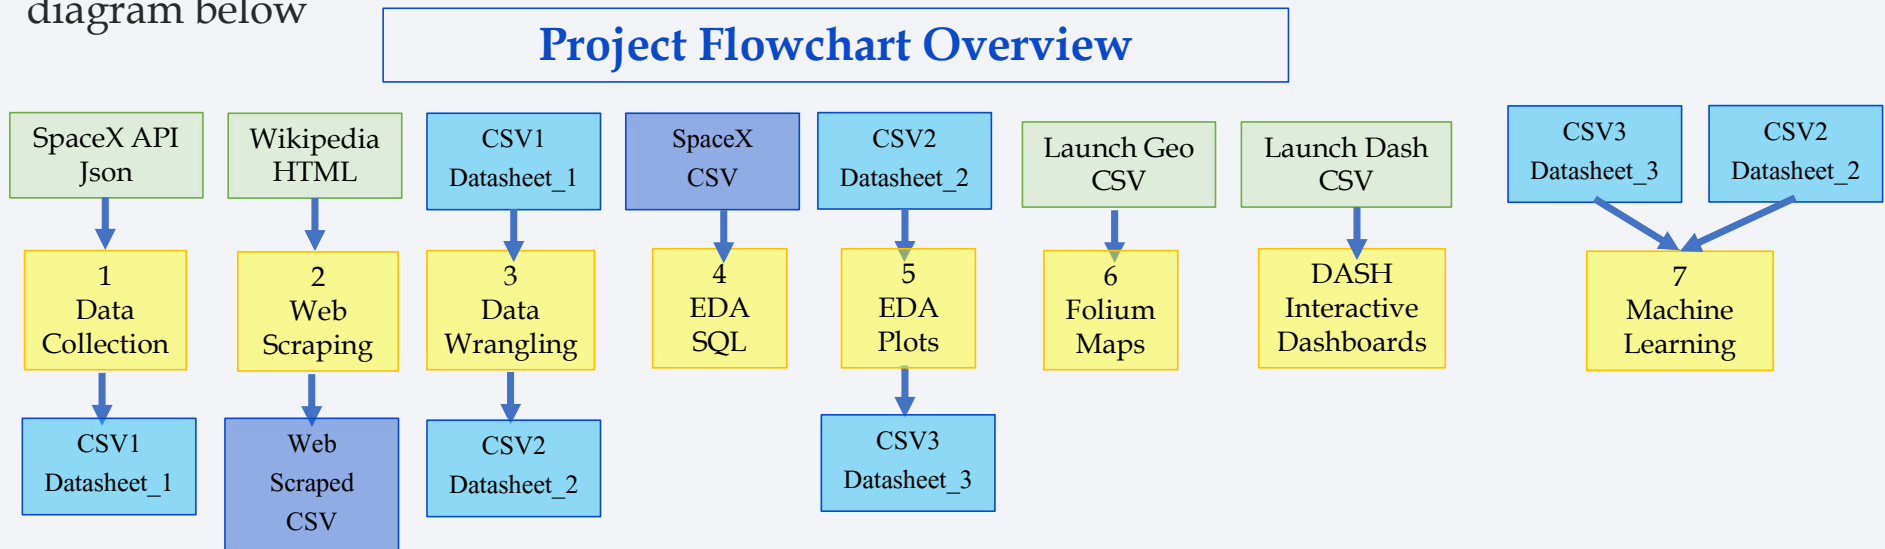 diagram below
Project Flowchart Overview
SpaceX API
Json
Wikipedia
HTML
CSV1
Datasheet_1
SpaceX
CSV
CSV2
Datasheet_2
Launch Geo
CSV
Launch Dash
CSV
CSV3
Datasheet_3
CSV2
Datasheet_2
1
Data
Collection
2
Web
Scraping
3
Data
Wrangling
4
EDA
SQL
5
EDA
Plots
6
Folium
Maps
DASH
Interactive
Dashboards
7
Machine
Learning
CSV1
Datasheet_1
Web
Scraped
CSV
CSV2
Datasheet_2
CSV3
Datasheet_3